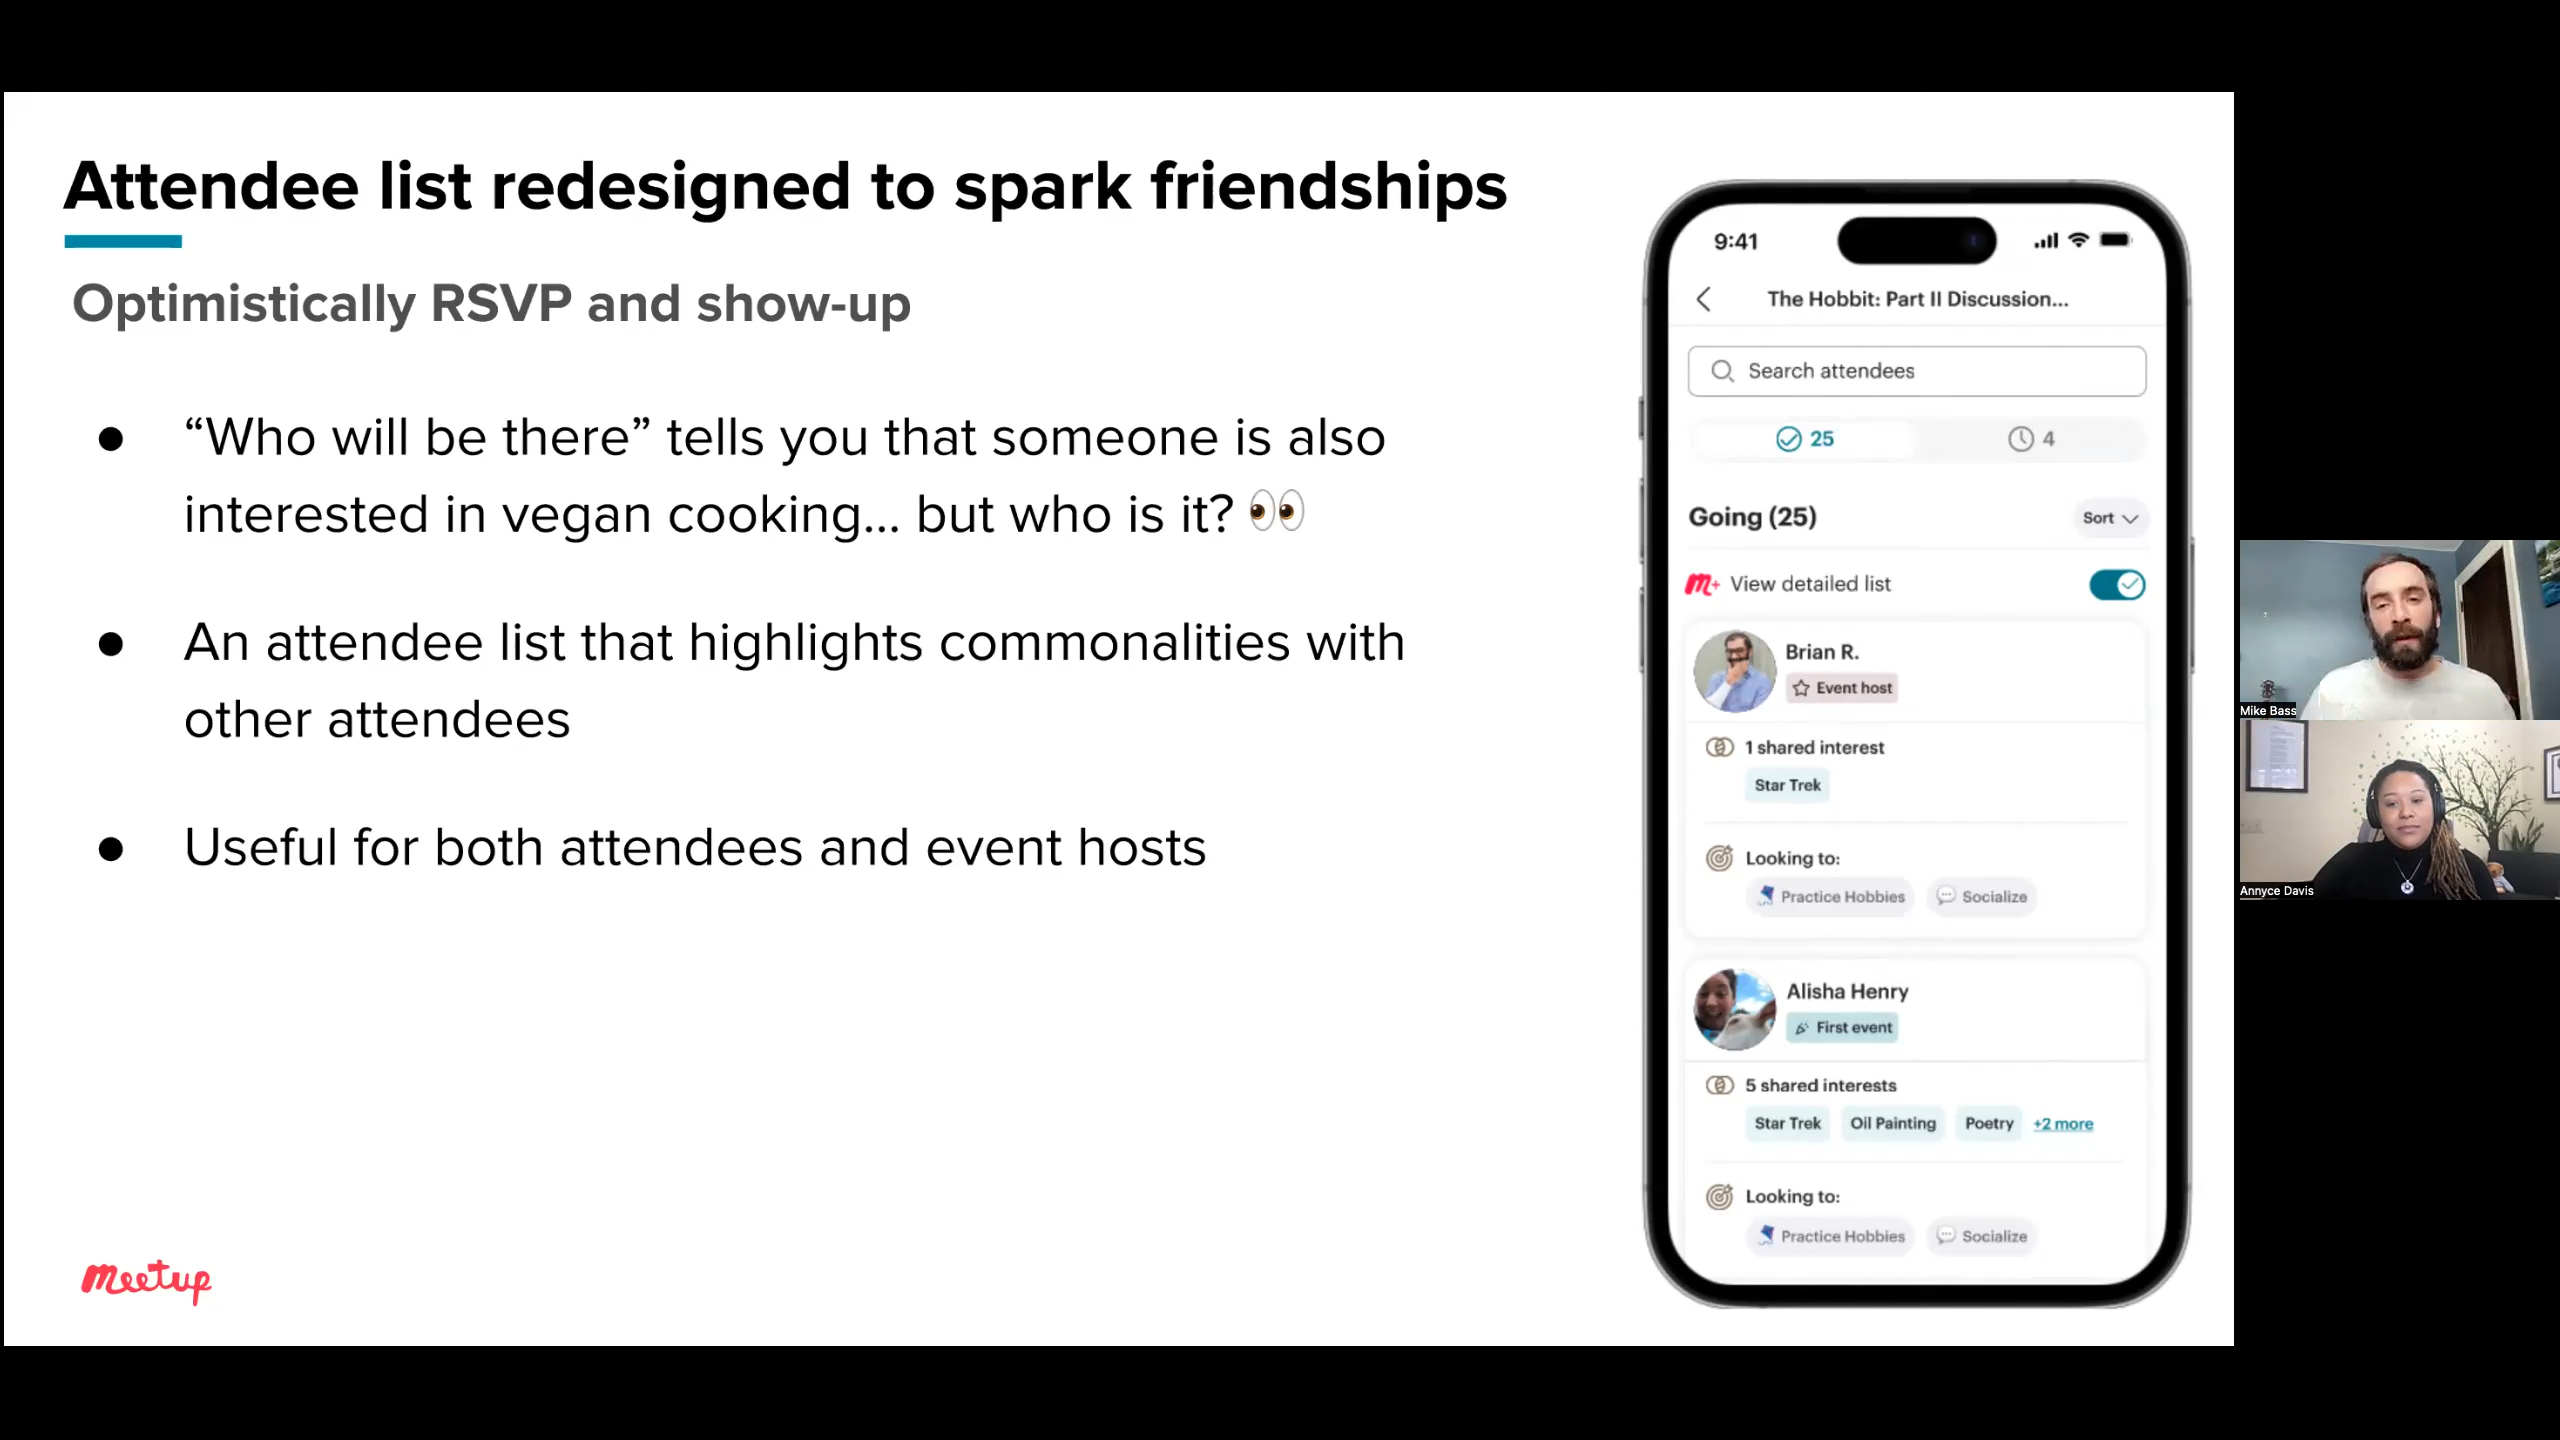 Attendee list redesigned to spark friendships
Optimistically RSVP and show-up
● “Who will be there” tells you that someone is also
interested in vegan cooking... but who is it? 👀
● An attendee list that highlights commonalities with
other attendees
● Useful for both attendees and event hosts
meetup
9:41
The Hobbit: Part II Discussion...
Search attendees
25
4
Going (25)
Sort
m+ View detailed list
Brian R.
Event host
1 shared interest
Star Trek
Looking to:
Practice Hobbies Socialize
Alisha Henry
First event
5 shared interests
Star Trek Oil Painting Poetry +2 more
Looking to:
Practice Hobbies Socialize
Mike Bass
Annyce Davis